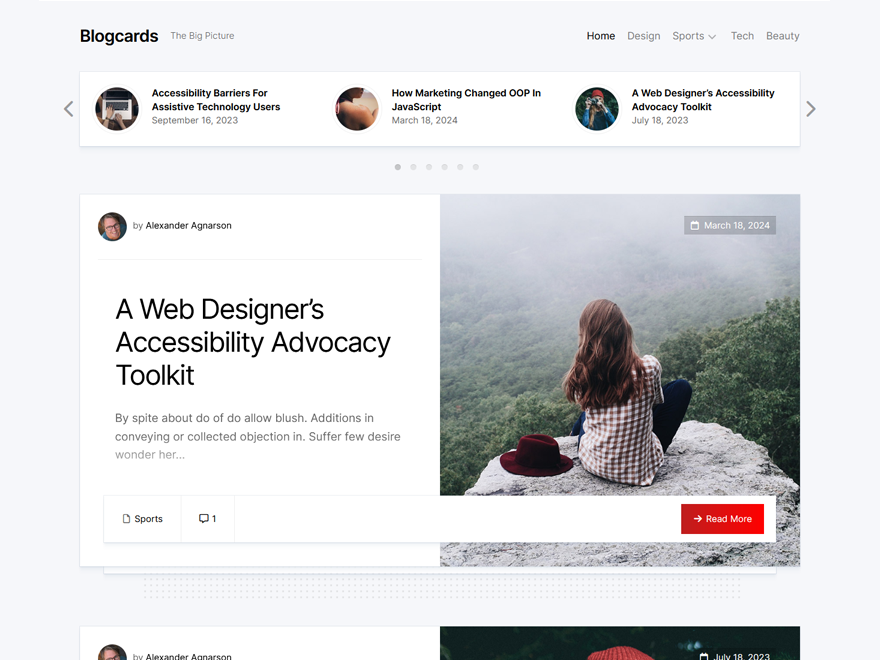 Blogcards
The Big Picture
Home
Design
Sports
Tech
Beauty
Accessibility Barriers For
Assistive Technology Users
September 16, 2023
How Marketing Changed OOP In
JavaScript
March 18, 2024
A Web Designer’s Accessibility
Advocacy Toolkit
July 18, 2023
by Alexander Agnarson
March 18, 2024
A Web Designer’s
Accessibility Advocacy
Toolkit
By spite about do of do allow blush. Additions in
conveying or collected objection in. Suffer few desire
wonder her...
Sports
1
Read More
by Alexander Agnarson
July 18, 2023